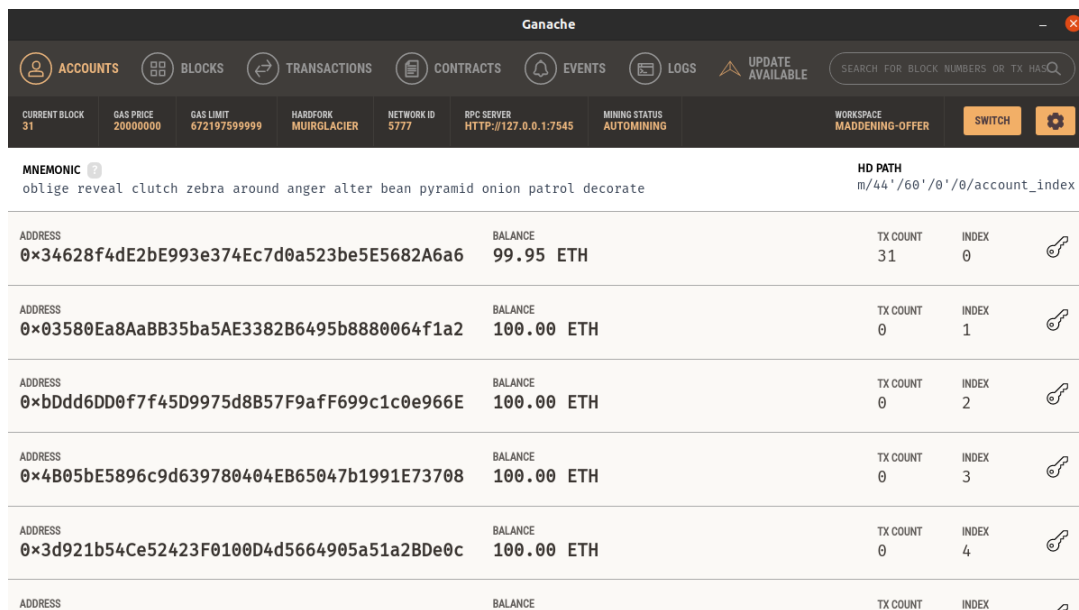 Ganache
ACCOUNTS BLOCKS TRANSACTIONS CONTRACTS EVENTS LOGS UPDATE AVAILABLE SEARCH FOR BLOCK NUMBERS OR TX HAS
CURRENT BLOCK GAS PRICE GAS LIMIT HARDFORK NETWORK ID RPC SERVER MINING STATUS WORKSPACE SWITCH
31 20000000 672197599999 MUIRGLACIER 5777 HTTP://127.0.0.1:7545 AUTOMINING MADDENING-OFFER
MNEMONIC ? HD PATH
oblige reveal clutch zebra around anger alter bean pyramid onion patrol decorate m/44'/60'/0'/0/account_index
ADDRESS BALANCE TX COUNT INDEX
0×34628f4dE2bE993e374Ec7d0a523be5E5682A6a6 99.95 ETH 31 0
ADDRESS BALANCE TX COUNT INDEX
0×03580Ea8AaBB35ba5AE3382B6495b8880064f1a2 100.00 ETH 0 1
ADDRESS BALANCE TX COUNT INDEX
0×bDdd6DD0f7f45D9975d8B57F9afF699c1c0e966E 100.00 ETH 0 2
ADDRESS BALANCE TX COUNT INDEX
0×4B05bE5896c9d639780404EB65047b1991E73708 100.00 ETH 0 3
ADDRESS BALANCE TX COUNT INDEX
0×3d921b54Ce52423F0100D4d5664905a51a2BDe0c 100.00 ETH 0 4
ADDRESS BALANCE TX COUNT INDEX